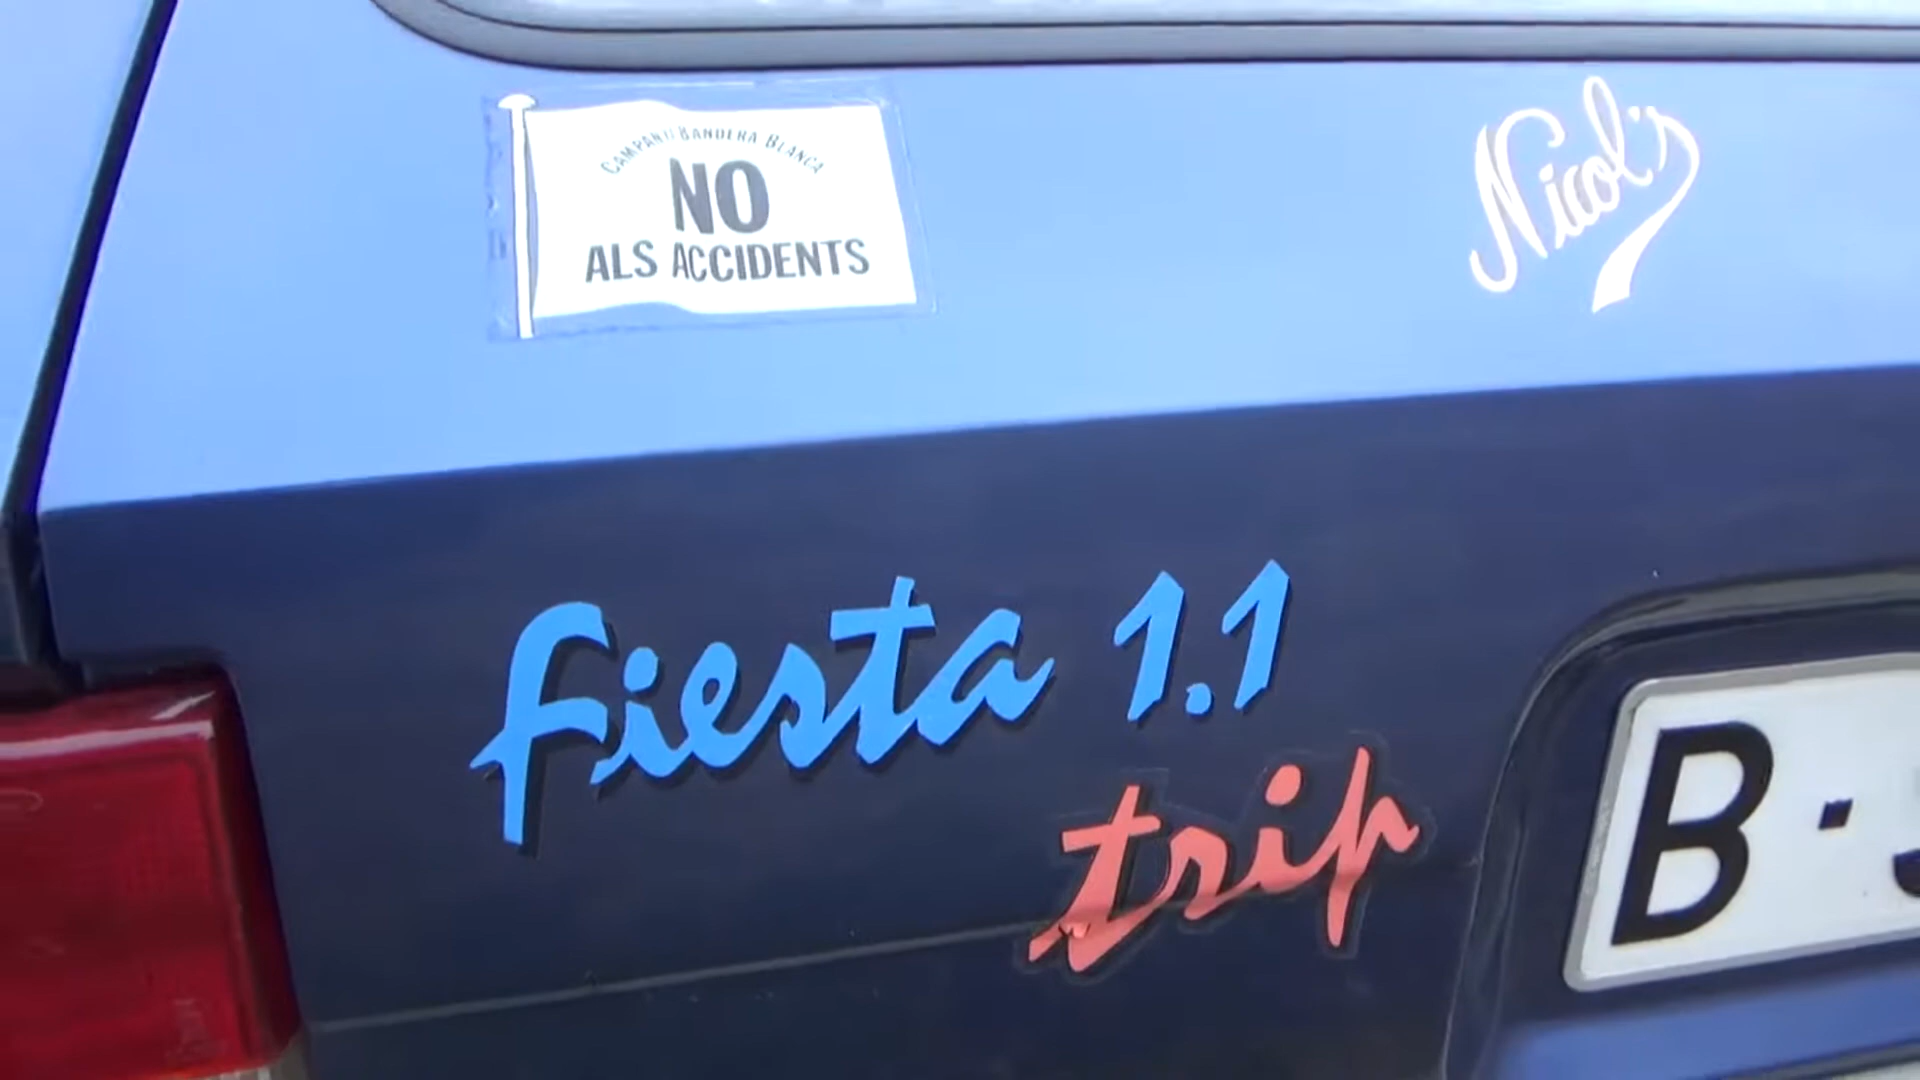 CAMPANYA BANDERA BLANCA
NO
ALS ACCIDENTS
Nicol's
Fiesta 1.1
trip
B·